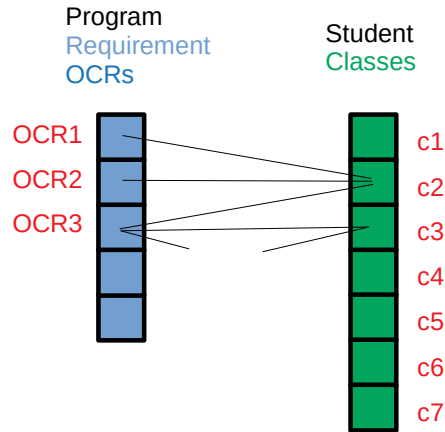 Program
Requirement
OCRs
Student
Classes
OCR1
OCR2
OCR3
c1
c2
c3
c4
c5
c6
c7